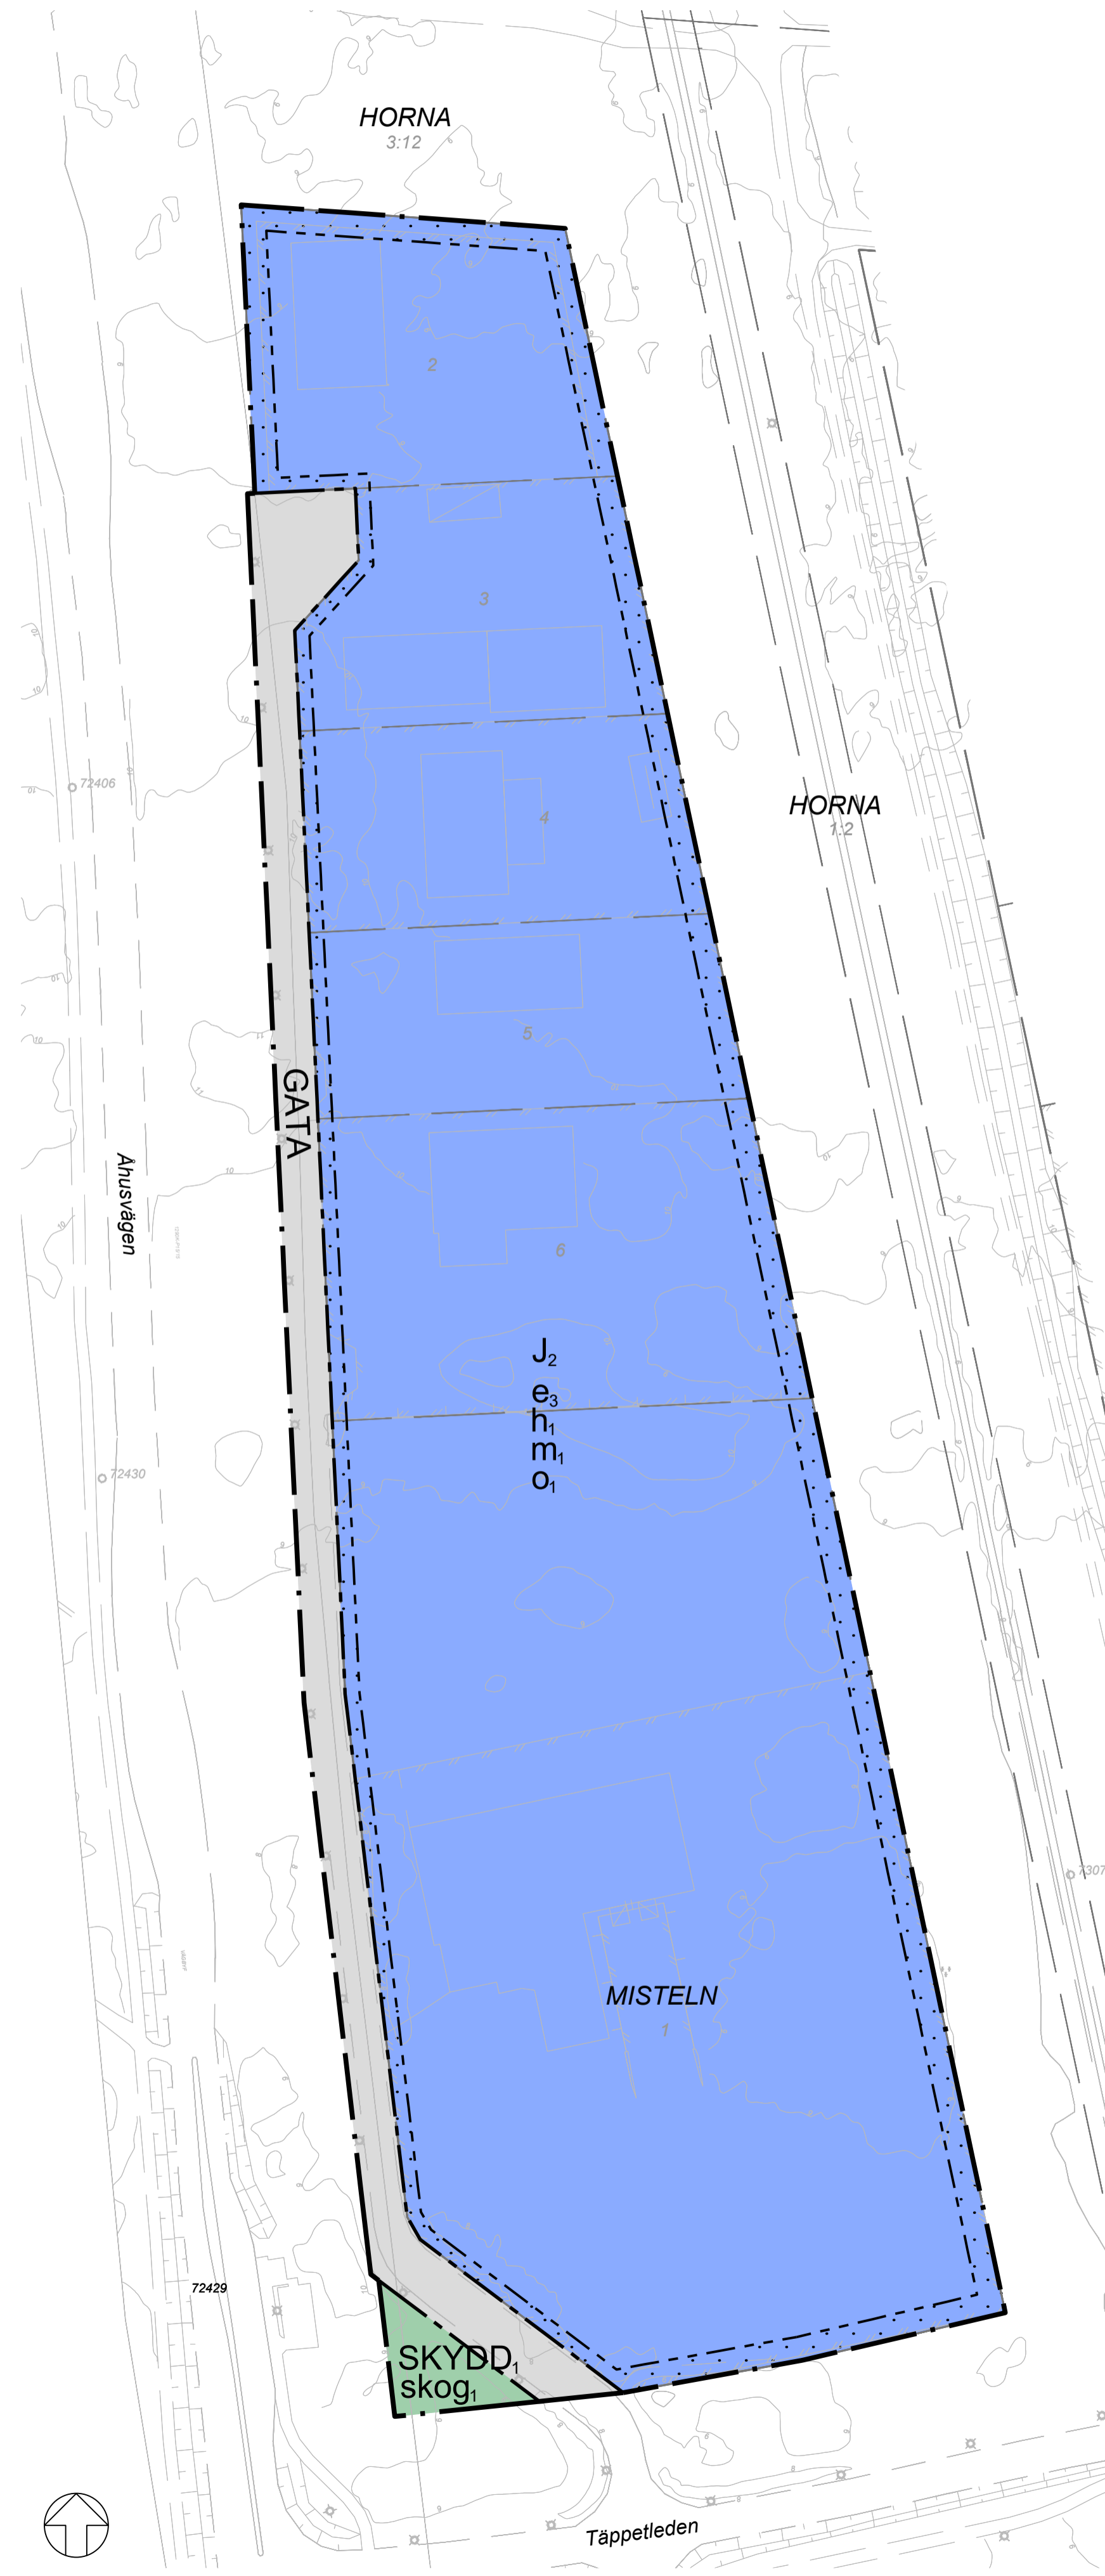 HORNA
3:12
2
3
72406
4
HORNA
1:2
5
GATA
Åhusvägen
6
J2
e3
h1
m1
o1
72430
7307
MISTELN
1
72429
SKYDD1
skog1
Täppetleden